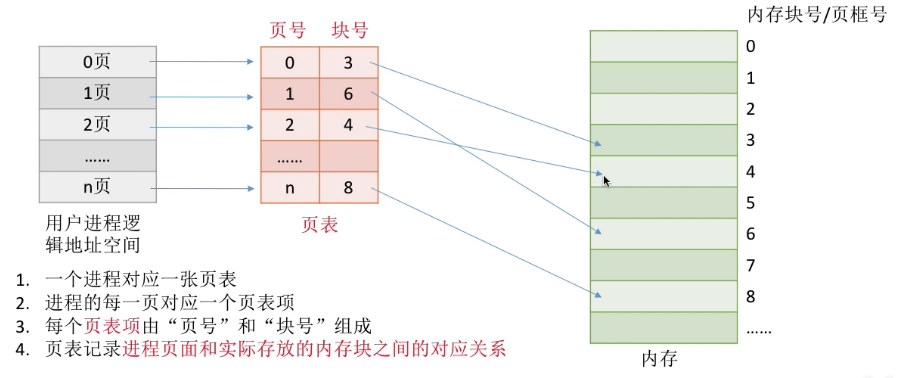 内存块号/页框号
页号 块号
0页
1页
2页
……
n页
0 3
1 6
2 4
……
n 8
0
1
2
3
4
5
6
7
8
……
用户进程逻
辑地址空间
页表
内存
1. 一个进程对应一张页表
2. 进程的每一页对应一个页表项
3. 每个页表项由“页号”和“块号”组成
4. 页表记录进程页面和实际存放的内存块之间的对应关系